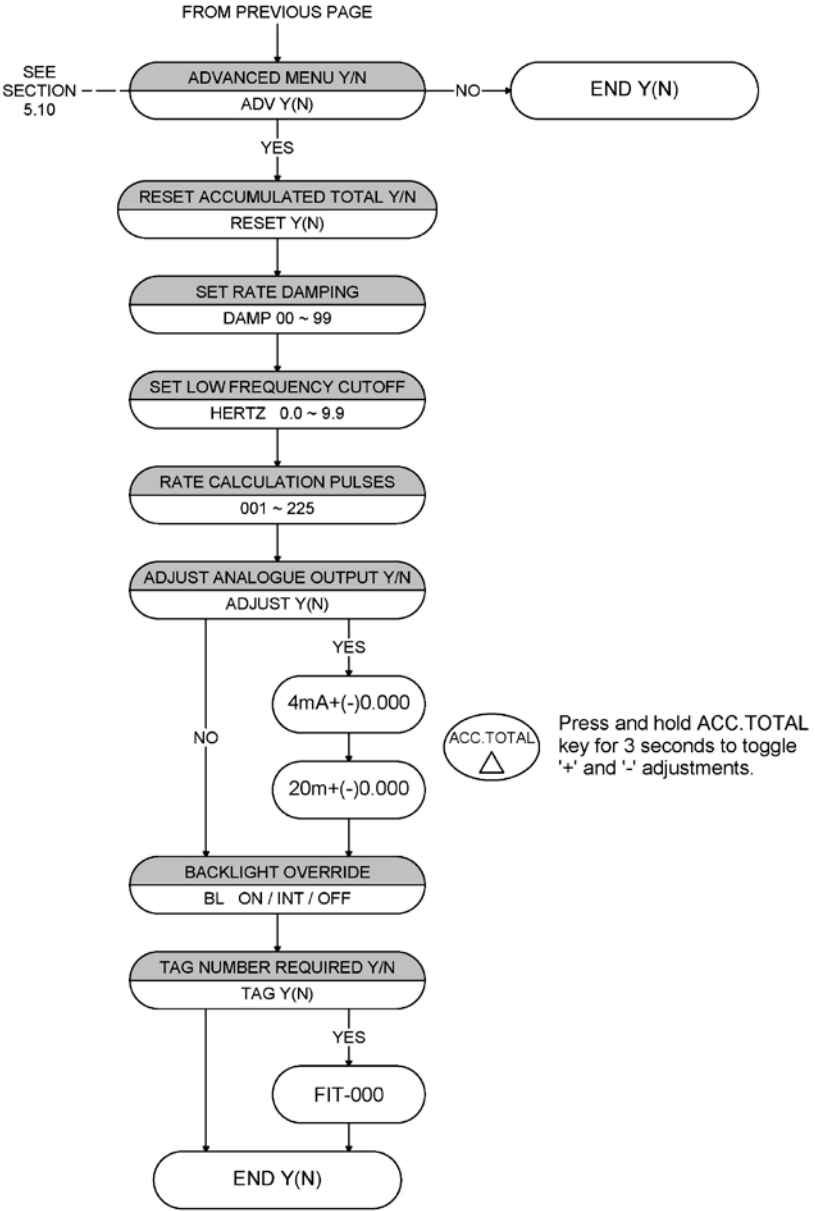 FROM PREVIOUS PAGE
SEE
SECTION
5.10
ADVANCED MENU Y/N
ADV Y(N)
NO
END Y(N)
YES
RESET ACCUMULATED TOTAL Y/N
RESET Y(N)
SET RATE DAMPING
DAMP 00 ~ 99
SET LOW FREQUENCY CUTOFF
HERTZ 0.0 ~ 9.9
RATE CALCULATION PULSES
001 ~ 225
ADJUST ANALOGUE OUTPUT Y/N
ADJUST Y(N)
YES
4mA+(-)0.000
NO
20m+(-)0.000
ACC.TOTAL
Press and hold ACC.TOTAL
key for 3 seconds to toggle
'+' and '-' adjustments.
BACKLIGHT OVERRIDE
BL ON / INT / OFF
TAG NUMBER REQUIRED Y/N
TAG Y(N)
YES
FIT-000
END Y(N)